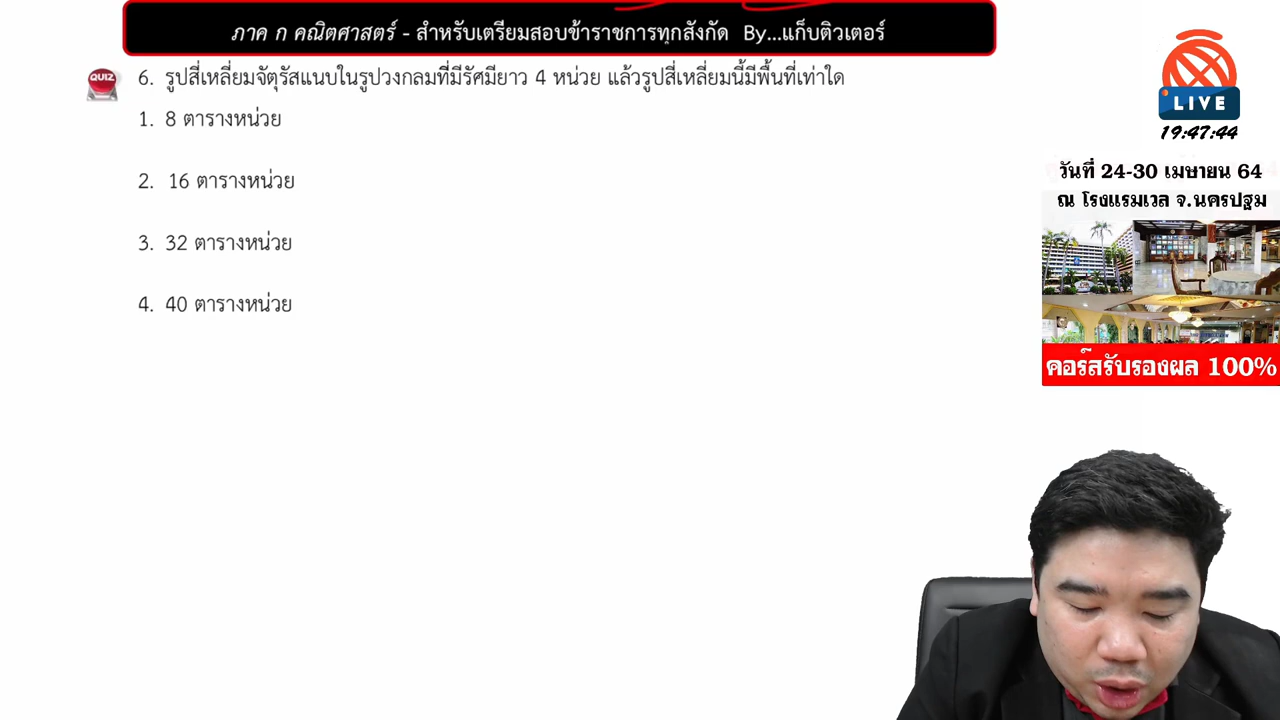 ภาค ก คณิตศาสตร์ - สำหรับเตรียมสอบข้าราชการทุกสังกัด By...แก็บติวเตอร์
QUIZ
6. รูปสี่เหลี่ยมจัตุรัสแนบในรูปวงกลมที่มีรัศมียาว 4 หน่วย แล้วรูปสี่เหลี่ยมนี้มีพื้นที่เท่าใด
1. 8 ตารางหน่วย
2. 16 ตารางหน่วย
3. 32 ตารางหน่วย
4. 40 ตารางหน่วย
LIVE
19:47:44
วันที่ 24-30 เมษายน 64
ณ โรงแรมเวล จ.นครปฐม
คอร์สรับรองผล 100%